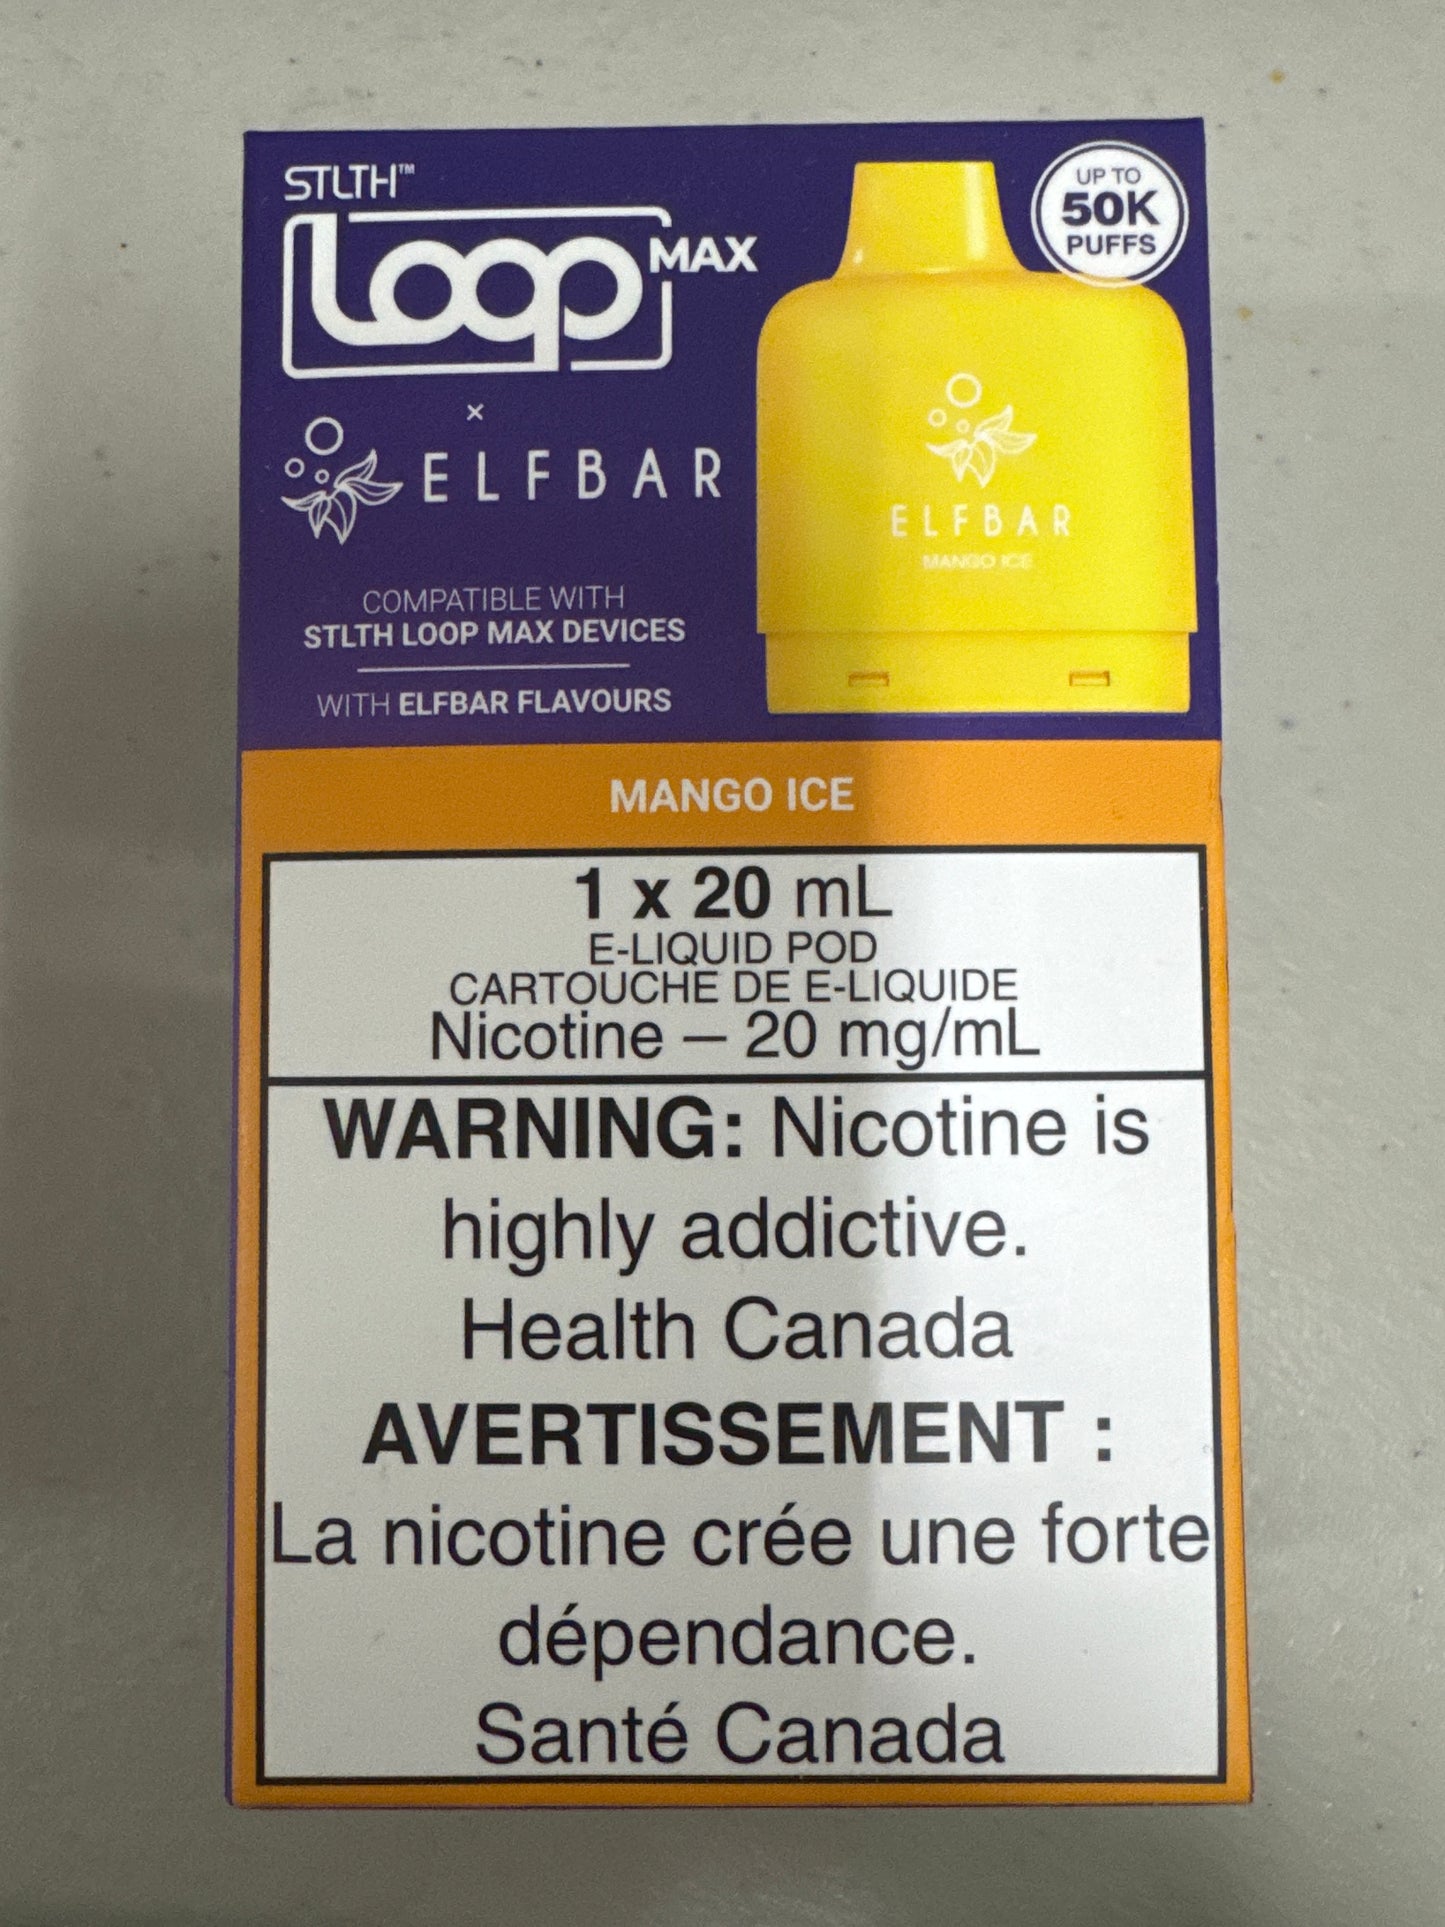 STLTH™
Loop MAX
×
ELFBAR
COMPATIBLE WITH
STLTH LOOP MAX DEVICES
WITH ELFBAR FLAVOURS
UP TO
50K
PUFFS
ELFBAR
MANGO ICE
MANGO ICE
1 x 20 mL
E-LIQUID POD
CARTOUCHE DE E-LIQUIDE
Nicotine – 20 mg/mL
WARNING: Nicotine is
highly addictive.
Health Canada
AVERTISSEMENT :
La nicotine crée une forte
dépendance.
Santé Canada